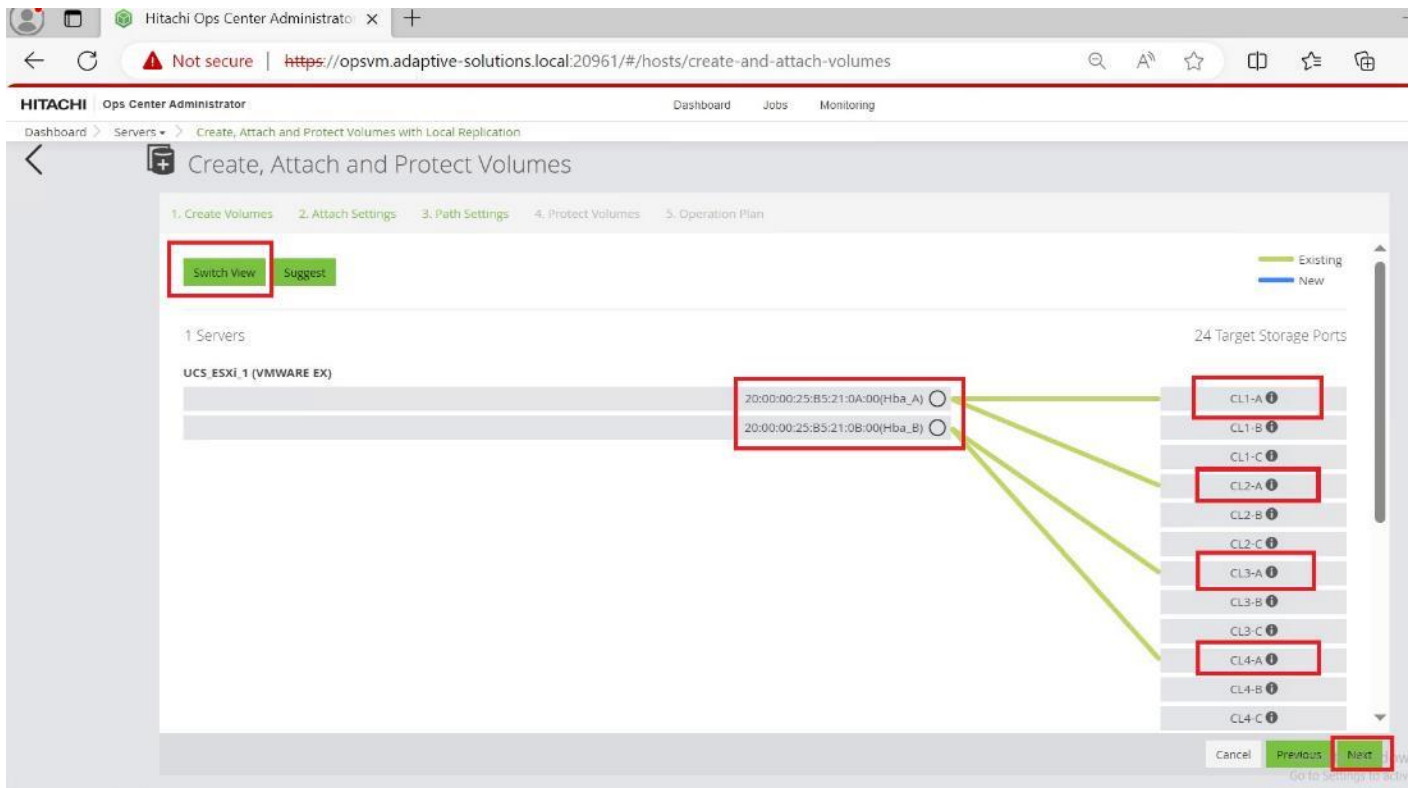 Hitachi Ops Center Administrato
Not secure | https://opsvm.adaptive-solutions.local:20961/#/hosts/create-and-attach-volumes
HITACHI Ops Center Administrator Dashboard Jobs Monitoring
Dashboard > Servers > Create, Attach and Protect Volumes with Local Replication
Create, Attach and Protect Volumes
1. Create Volumes 2. Attach Settings 3. Path Settings 4. Protect Volumes 5. Operation Plan
Switch View Suggest
Existing
New
1 Servers 24 Target Storage Ports
UCS_ESXi_1 (VMWARE EX)
20:00:00:25:B5:21:0A:00(Hba_A) CL1-A
20:00:00:25:B5:21:0B:00(Hba_B) CL1-B
CL1-C
CL2-A
CL2-B
CL2-C
CL3-A
CL3-B
CL3-C
CL4-A
CL4-B
CL4-C
Cancel Previous Next
Go to Settings to